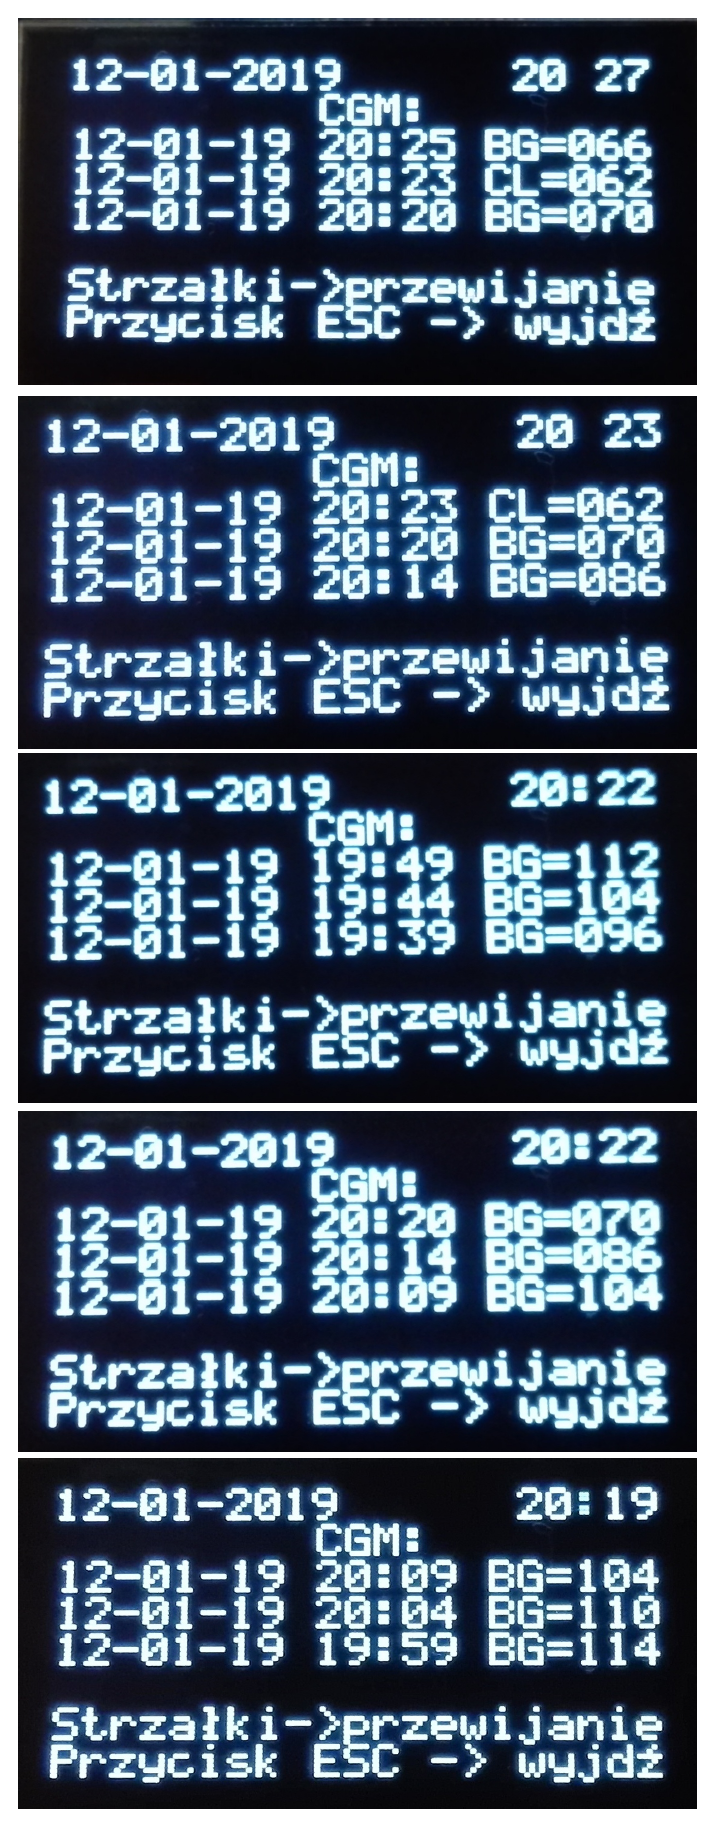 12-01-2019 20 27
CGM:
12-01-19 20:25 BG=066
12-01-19 20:23 CL=062
12-01-19 20:20 BG=070
Strzałki->przewijanie
Przycisk ESC -> wyjdź
12-01-2019 20 23
CGM:
12-01-19 20:23 CL=062
12-01-19 20:20 BG=070
12-01-19 20:14 BG=086
Strzałki->przewijanie
Przycisk ESC -> wyjdź
12-01-2019 20:22
CGM:
12-01-19 19:49 BG=112
12-01-19 19:44 BG=104
12-01-19 19:39 BG=096
Strzałki->przewijanie
Przycisk ESC -> wyjdź
12-01-2019 20:22
CGM:
12-01-19 20:20 BG=070
12-01-19 20:14 BG=086
12-01-19 20:09 BG=104
Strzałki->przewijanie
Przycisk ESC -> wyjdź
12-01-2019 20:19
CGM:
12-01-19 20:09 BG=104
12-01-19 20:04 BG=110
12-01-19 19:59 BG=114
Strzałki->przewijanie
Przycisk ESC -> wyjdź